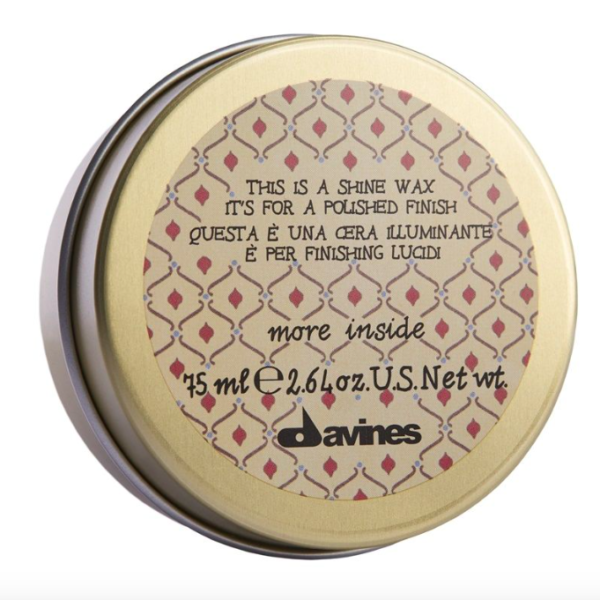 THIS IS A SHINE WAX
IT'S FOR A POLISHED FINISH
QUESTA È UNA CERA ILLUMINANTE
È PER FINISHING LUCIDI
more inside
75 ml ℮ 2.64oz.U.S.Net wt.
davines